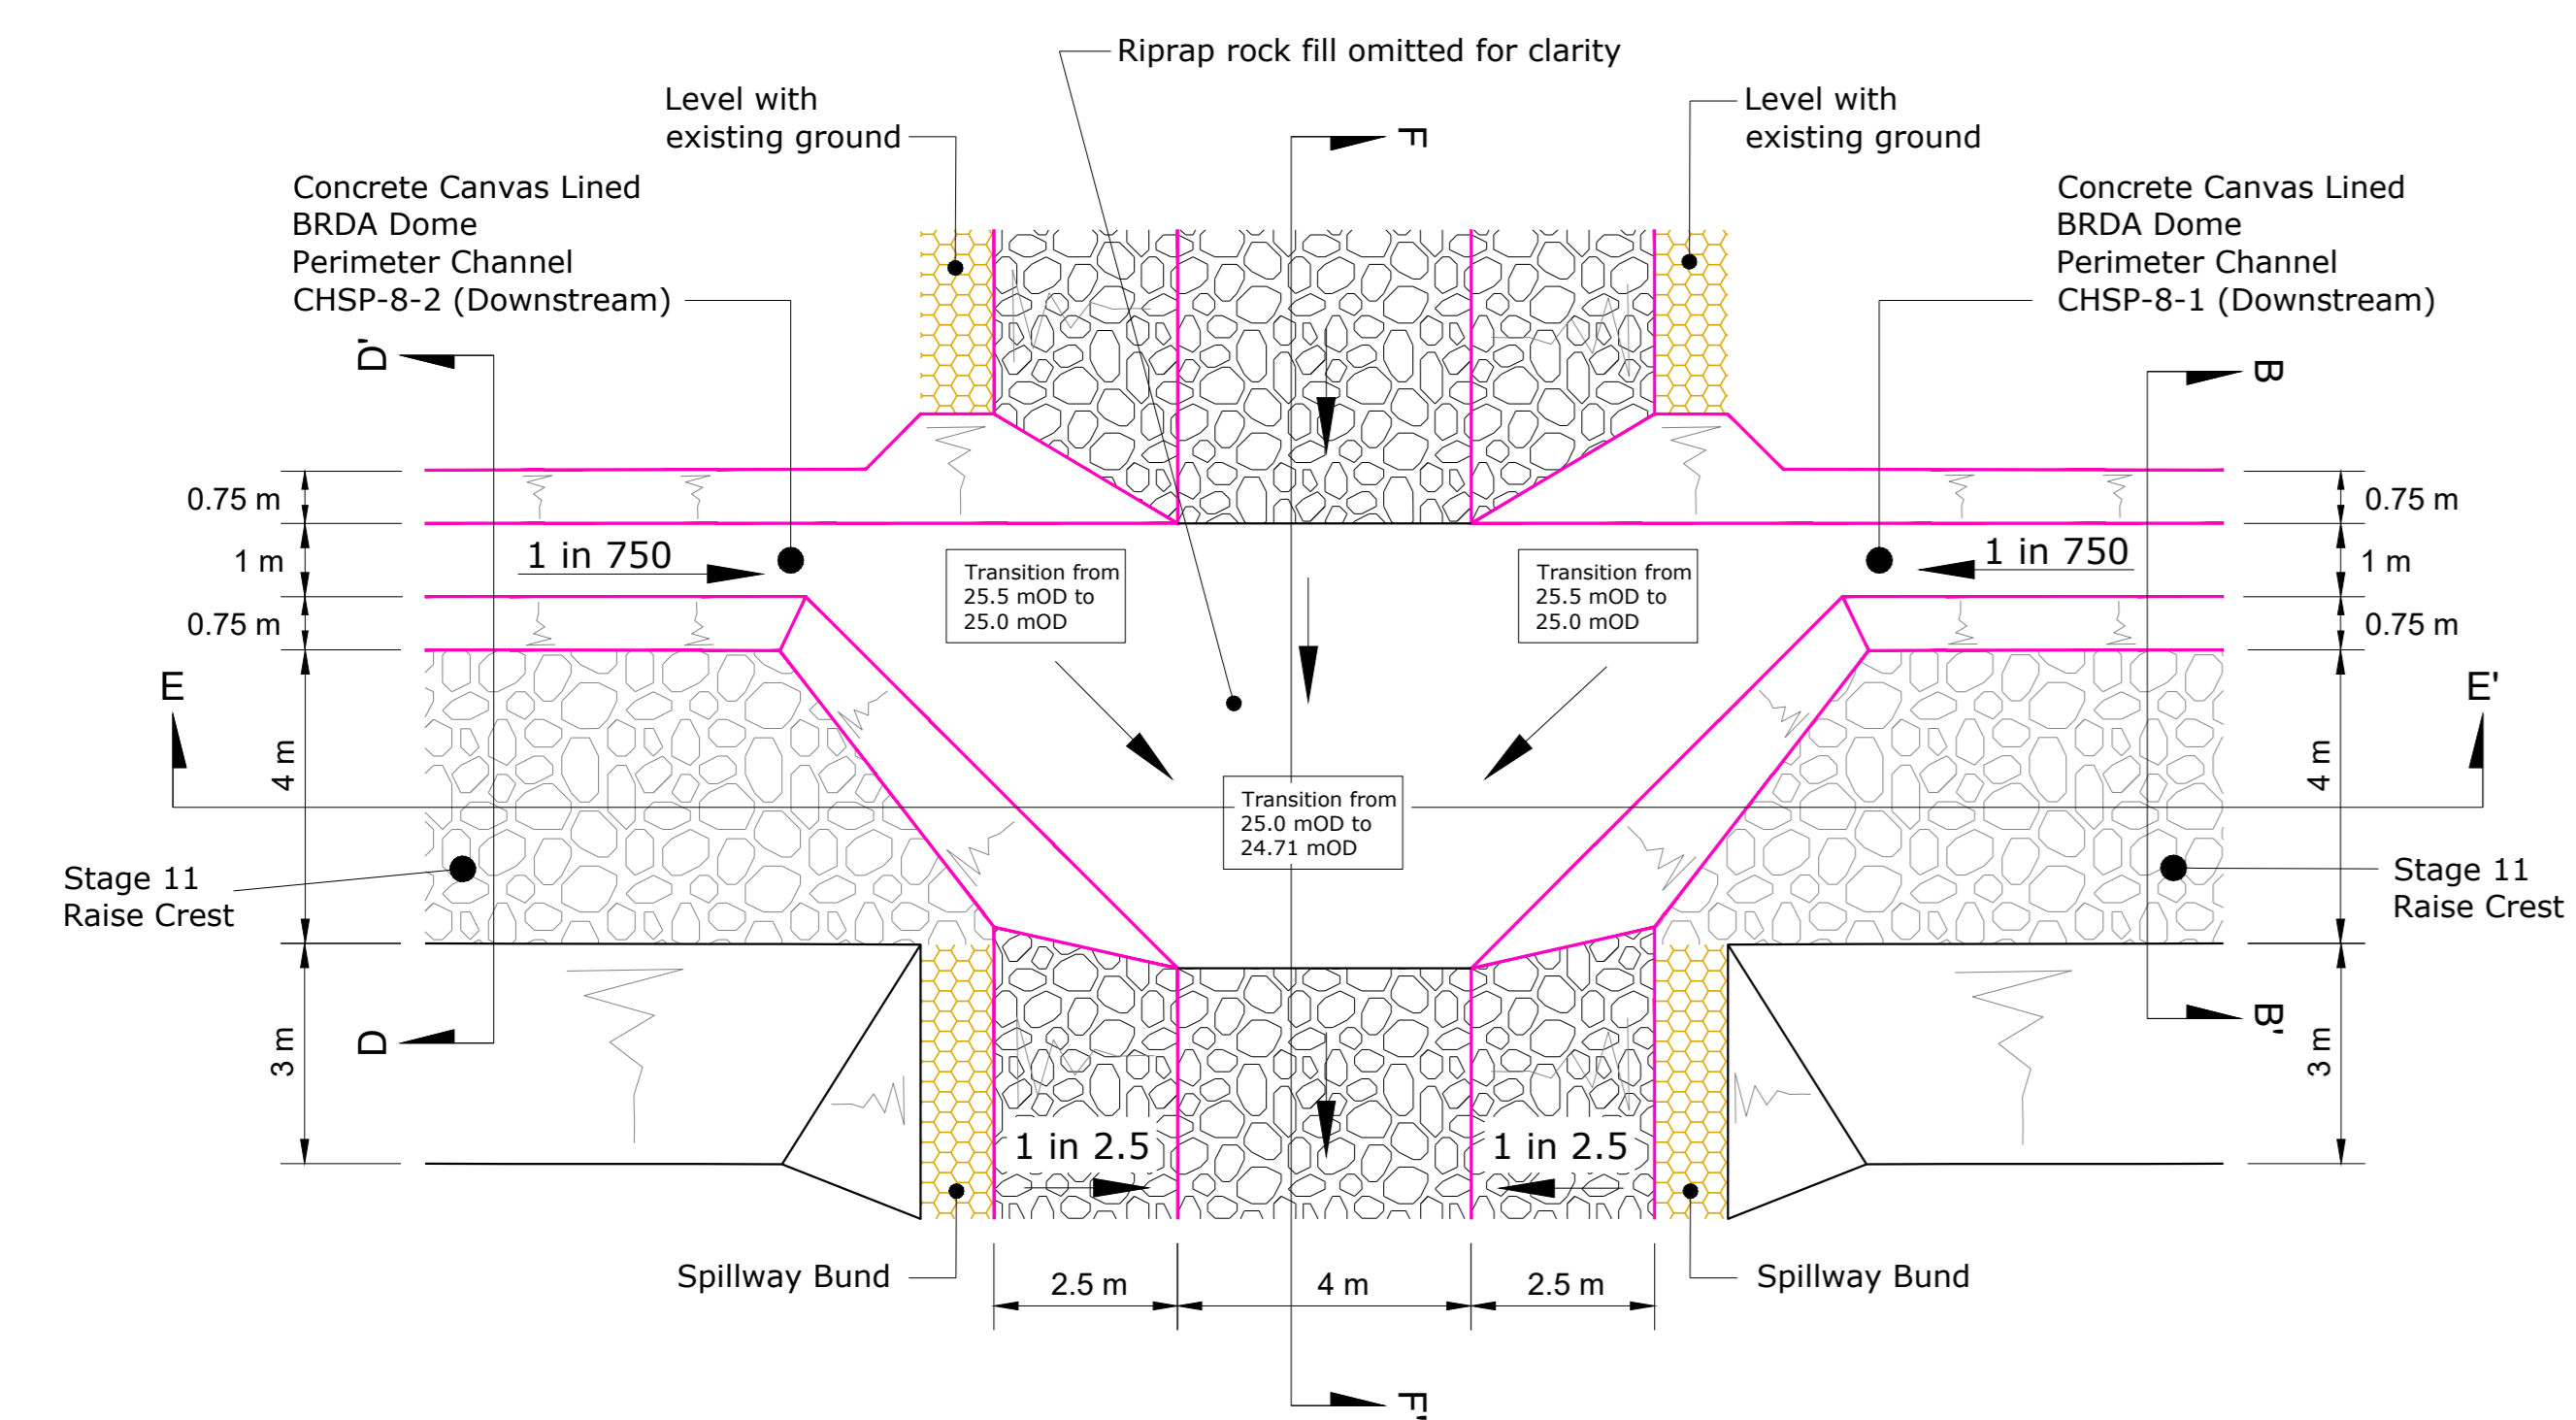 Riprap rock fill omitted for clarity
Level with
existing ground
Level with
existing ground
F
Concrete Canvas Lined
BRDA Dome
Perimeter Channel
CHSP-8-2 (Downstream)
Concrete Canvas Lined
BRDA Dome
Perimeter Channel
CHSP-8-1 (Downstream)
D'
B
0.75 m
1 m
0.75 m
4 m
3 m
1 in 750
1 in 750
0.75 m
1 m
0.75 m
4 m
3 m
Transition from
25.5 mOD to
25.0 mOD
Transition from
25.5 mOD to
25.0 mOD
E
E'
Transition from
25.0 mOD to
24.71 mOD
Stage 11
Raise Crest
Stage 11
Raise Crest
D
B'
1 in 2.5
1 in 2.5
Spillway Bund
2.5 m
4 m
2.5 m
Spillway Bund
F'